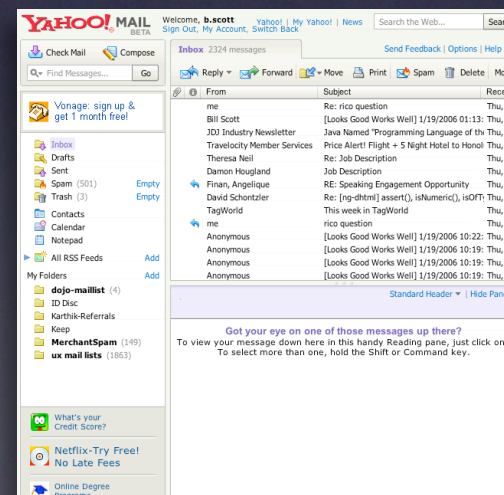 YAHOO! MAIL
BETA
Welcome, b.scott
Sign Out, My Account, Switch Back
Yahoo! | My Yahoo! | News
Search the Web...
Check Mail
Compose
Find Messages...
Go
Inbox 2324 messages
Send Feedback | Options | Help
Reply
Forward
Move
Print
Spam
Delete
From
Subject
me
Re: rico question
Thu,
Bill Scott
[Looks Good Works Well] 1/19/2006 01:13:
Thu,
JDJ Industry Newsletter
Java Named "Programming Language of the
Thu,
Travelocity Member Services
Price Alert! Flight + 5 Night Hotel to Honol
Thu,
Theresa Neil
Re: Job Description
Thu,
Damon Hougland
Job Description
Thu,
Finan, Angelique
RE: Speaking Engagement Opportunity
Thu,
David Schontzler
Re: [ng-dhtml] assert(), isNumeric(), isOfTy
Thu,
TagWorld
This week in TagWorld
Thu,
me
rico question
Thu,
Anonymous
[Looks Good Works Well] 1/19/2006 10:22:
Thu,
Anonymous
[Looks Good Works Well] 1/19/2006 10:19:
Thu,
Anonymous
[Looks Good Works Well] 1/19/2006 10:19:
Thu,
Anonymous
[Looks Good Works Well] 1/19/2006 10:19:
Thu,
Standard Header | Hide Pane
Got your eye on one of those messages up there?
To view your message down here in this handy Reading pane, just click on
To select more than one, hold the Shift or Command key.
Vonage: sign up &
get 1 month free!
Inbox
Drafts
Sent
Spam (501) Empty
Trash (3) Empty
Contacts
Calendar
Notepad
All RSS Feeds Add
My Folders Add
dojo-maillist (4)
ID Disc
Karthik-Referrals
Keep
MerchantSpam (149)
ux mail lists (1863)
What's your
Credit Score?
Netflix-Try Free!
No Late Fees
Online Degree
Programs